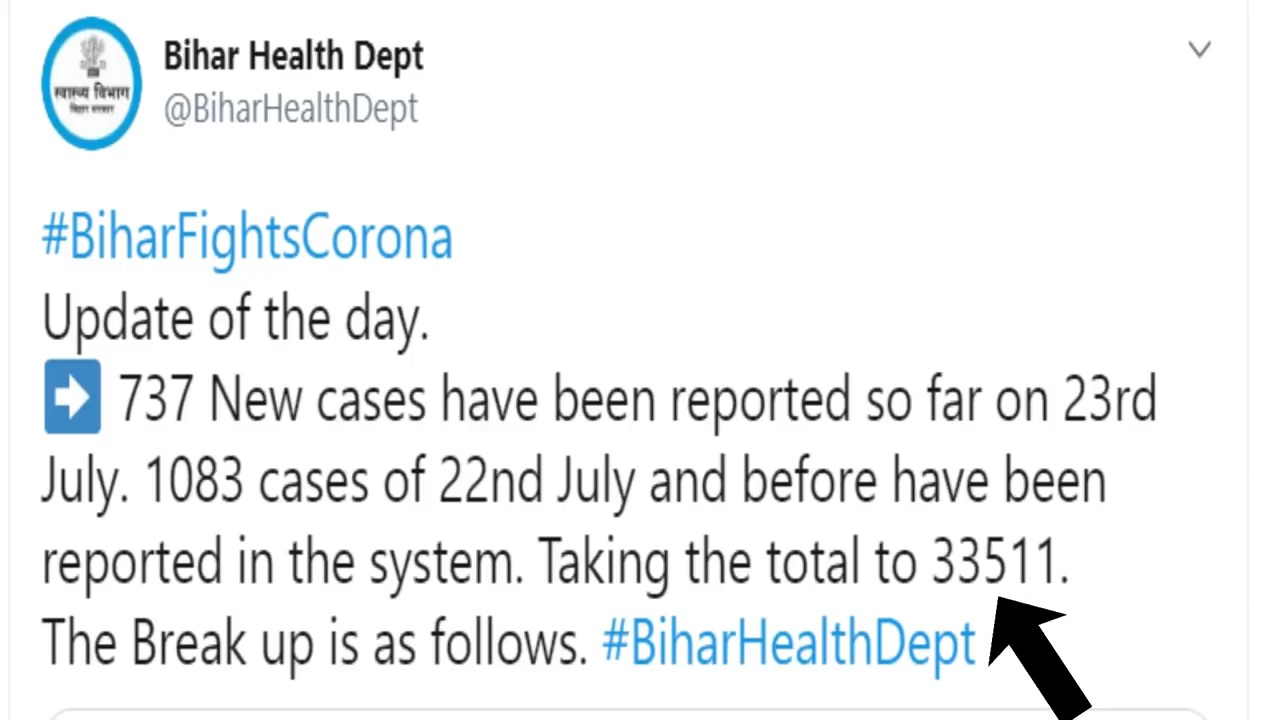 Bihar Health Dept
@BiharHealthDept
स्वास्थ्य विभाग
बिहार सरकार
#BiharFightsCorona
Update of the day.
➡ 737 New cases have been reported so far on 23rd
July. 1083 cases of 22nd July and before have been
reported in the system. Taking the total to 33511.
The Break up is as follows. #BiharHealthDept